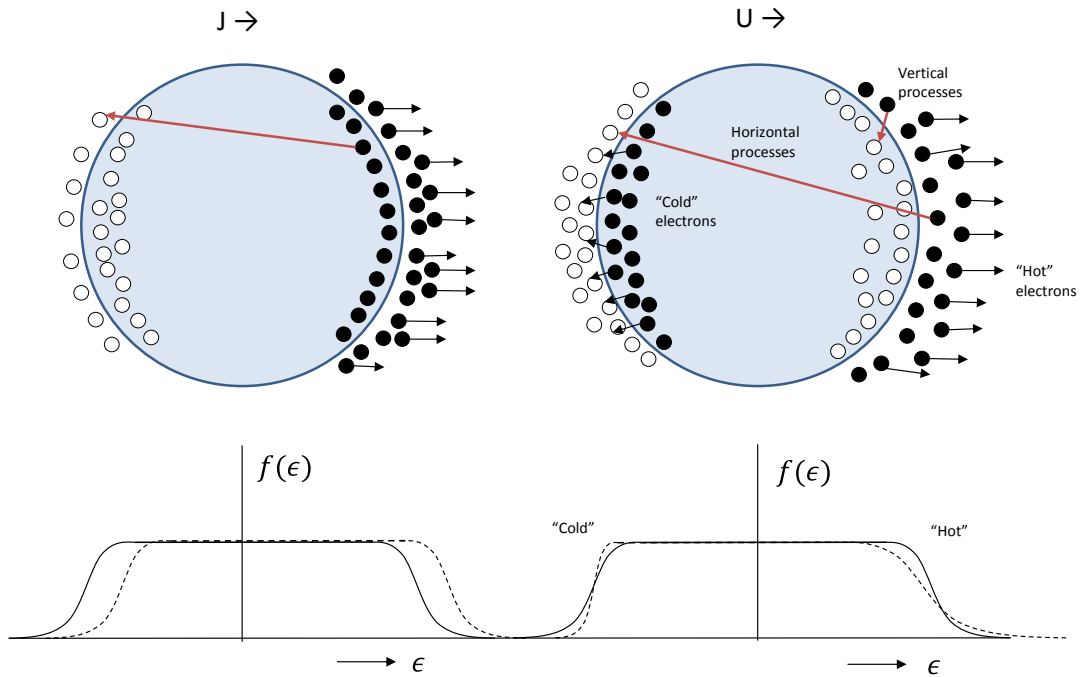 J →
U →
Vertical
processes
Horizontal
processes
“Cold”
electrons
“Hot”
electrons
f(ϵ)
f(ϵ)
“Cold”
“Hot”
ϵ
ϵ